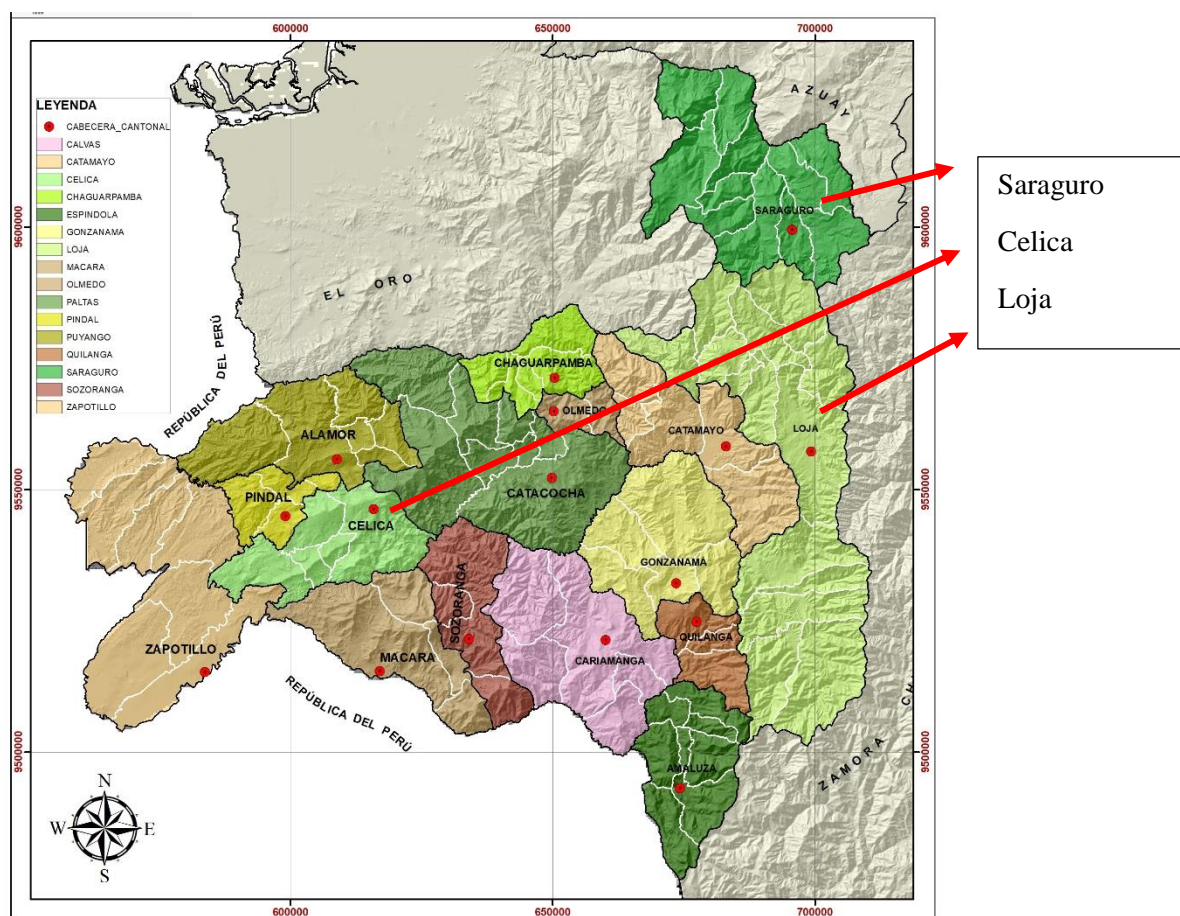 600000 650000 700000
LEYENDA
CABECERA_CANTONAL
CALVAS
CATAMAYO
CELICA
CHAGUARPAMBA
ESPINDOLA
GONZANAMA
LOJA
MACARA
OLMEDO
PALTAS
PINDAL
PUYANGO
QUILANGA
SARAGURO
SOZORANGA
ZAPOTILLO
AZUAY
Saraguro
Celica
Loja
SARAGURO
9600000 9600000
EL ORO
REPÚBLICA DEL PERÚ
CHAGUARPAMBA
OLMEDO
CATAMAYO
LOJA
ALAMOR
CATACOCHA
9550000 9550000
PINDAL
CELICA
GONZANAMA
SOZORANGA
QUILANGA
ZAPOTILLO
MACARA
CARIAMANGA
REPÚBLICA DEL PERÚ
9500000 9500000
AMALUZA
ZAMORA CH
N
W E
S
600000 650000 700000